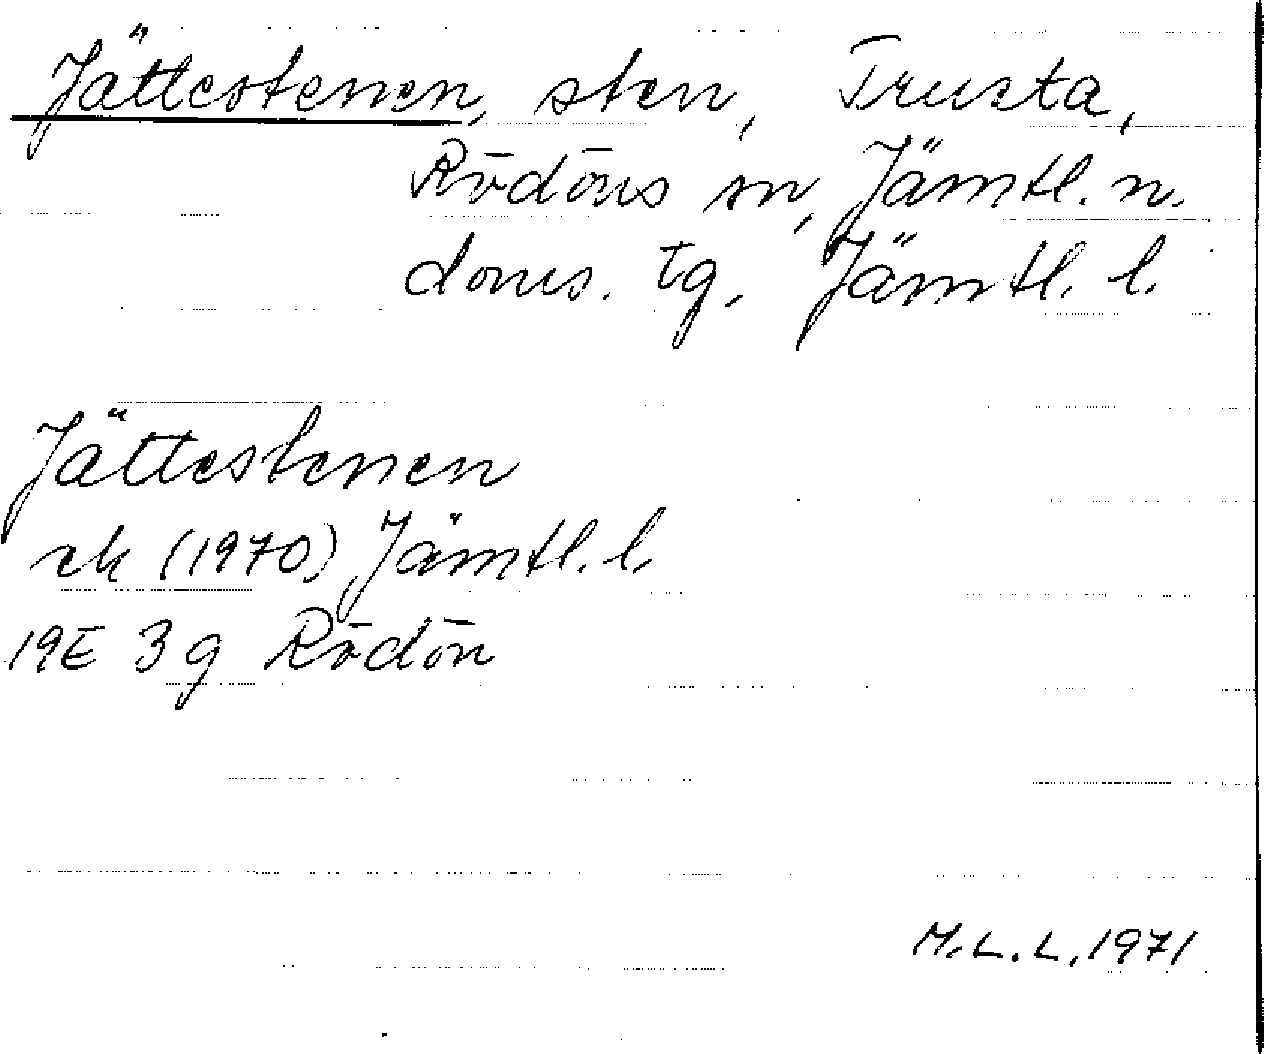 Jättestenen, sten, Trusta,
Rödöns sn, Jämtl. n.
doms. tg, Jämtl. l.
Jättestenen
ek (1970) Jämtl. l.
19E 3g Rödön
M.L.L. 1971